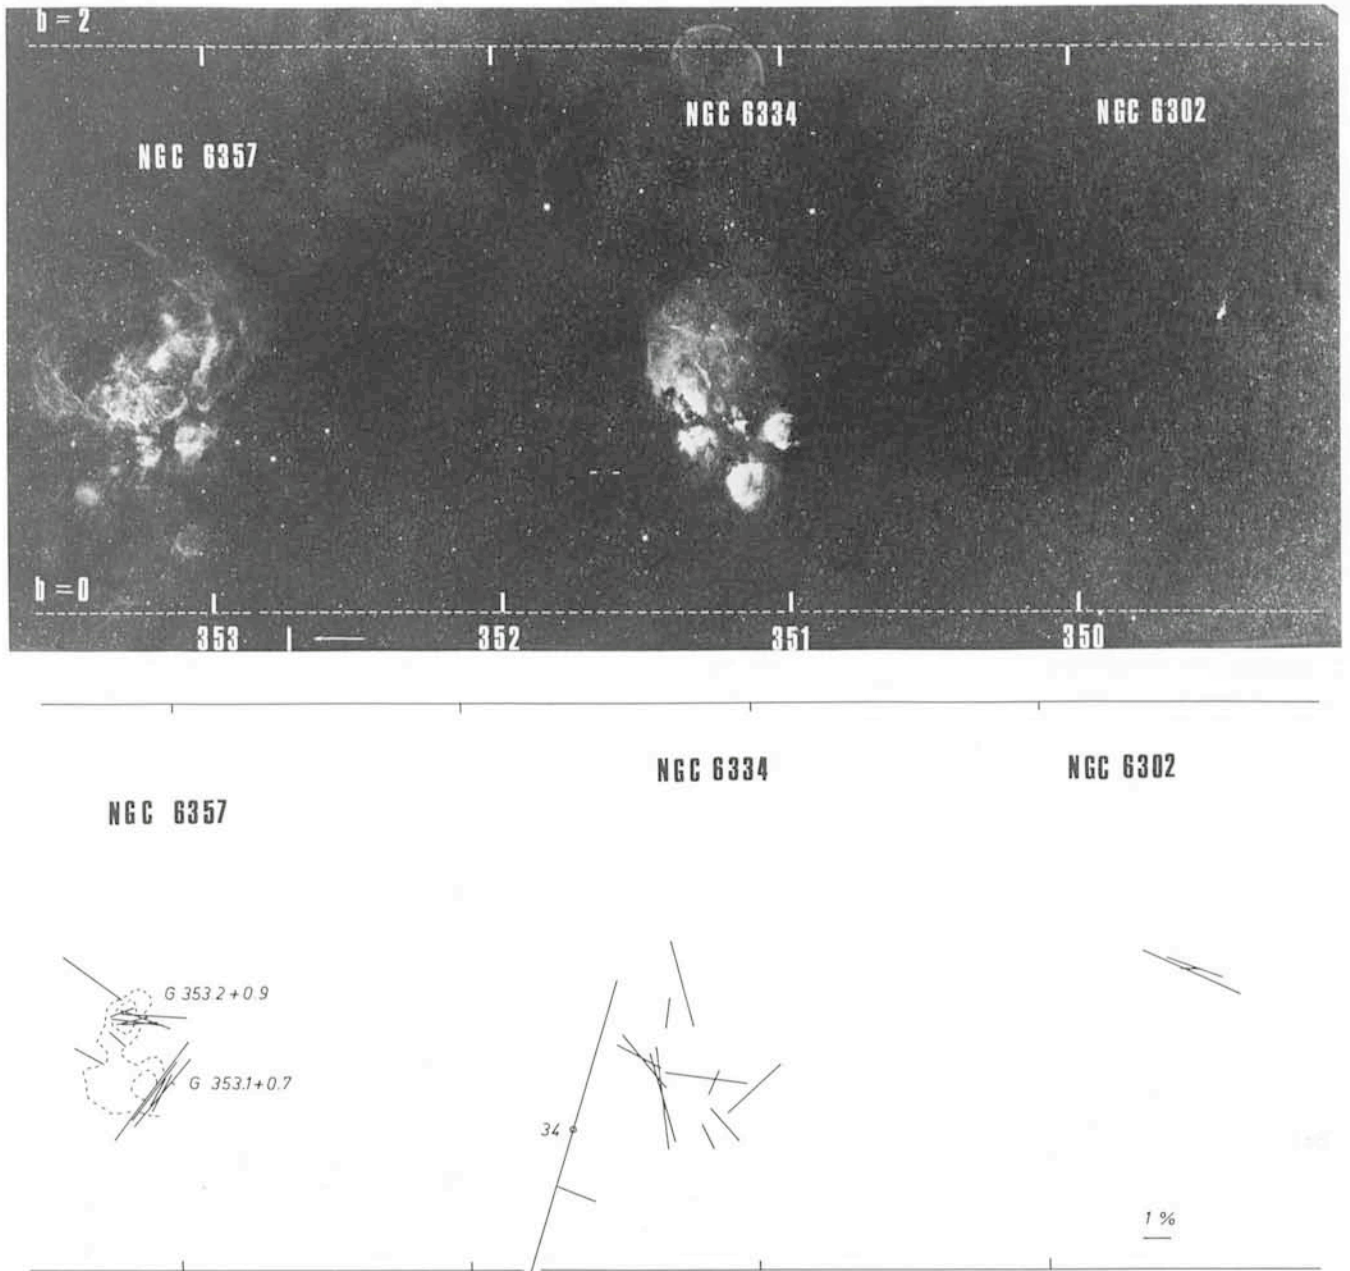 b = 2
NGC 6334
NGC 6302
NGC 6357
b = 0
353
352
351
350
NGC 6334
NGC 6302
NGC 6357
G 353.2+0.9
G 353.1+0.7
34
1 %